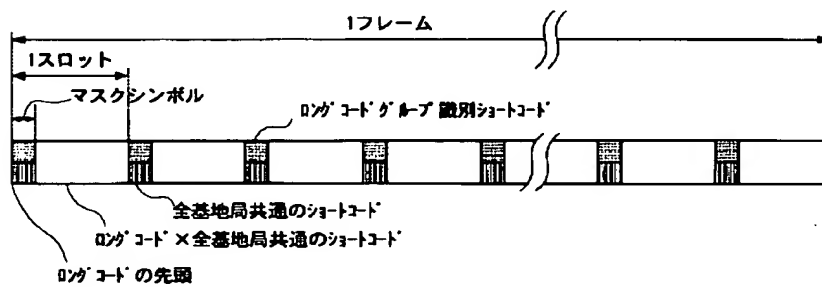 1フレーム
1スロット
マスクシンボル
ロングコードグループ識別ショートコード
全基地局共通のショートコード
ロングコード×全基地局共通のショートコード
ロングコードの先頭